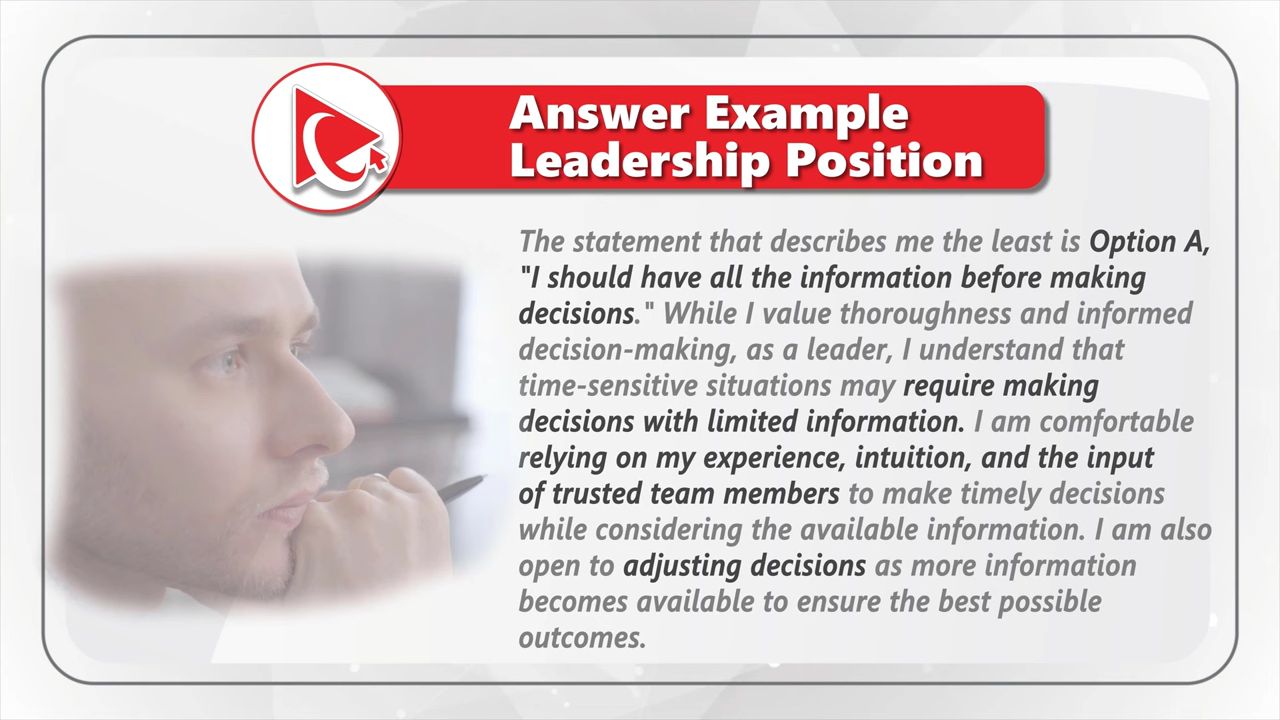 Answer Example
Leadership Position
The statement that describes me the least is Option A,
"I should have all the information before making
decisions." While I value thoroughness and informed
decision-making, as a leader, I understand that
time-sensitive situations may require making
decisions with limited information. I am comfortable
relying on my experience, intuition, and the input
of trusted team members to make timely decisions
while considering the available information. I am also
open to adjusting decisions as more information
becomes available to ensure the best possible
outcomes.